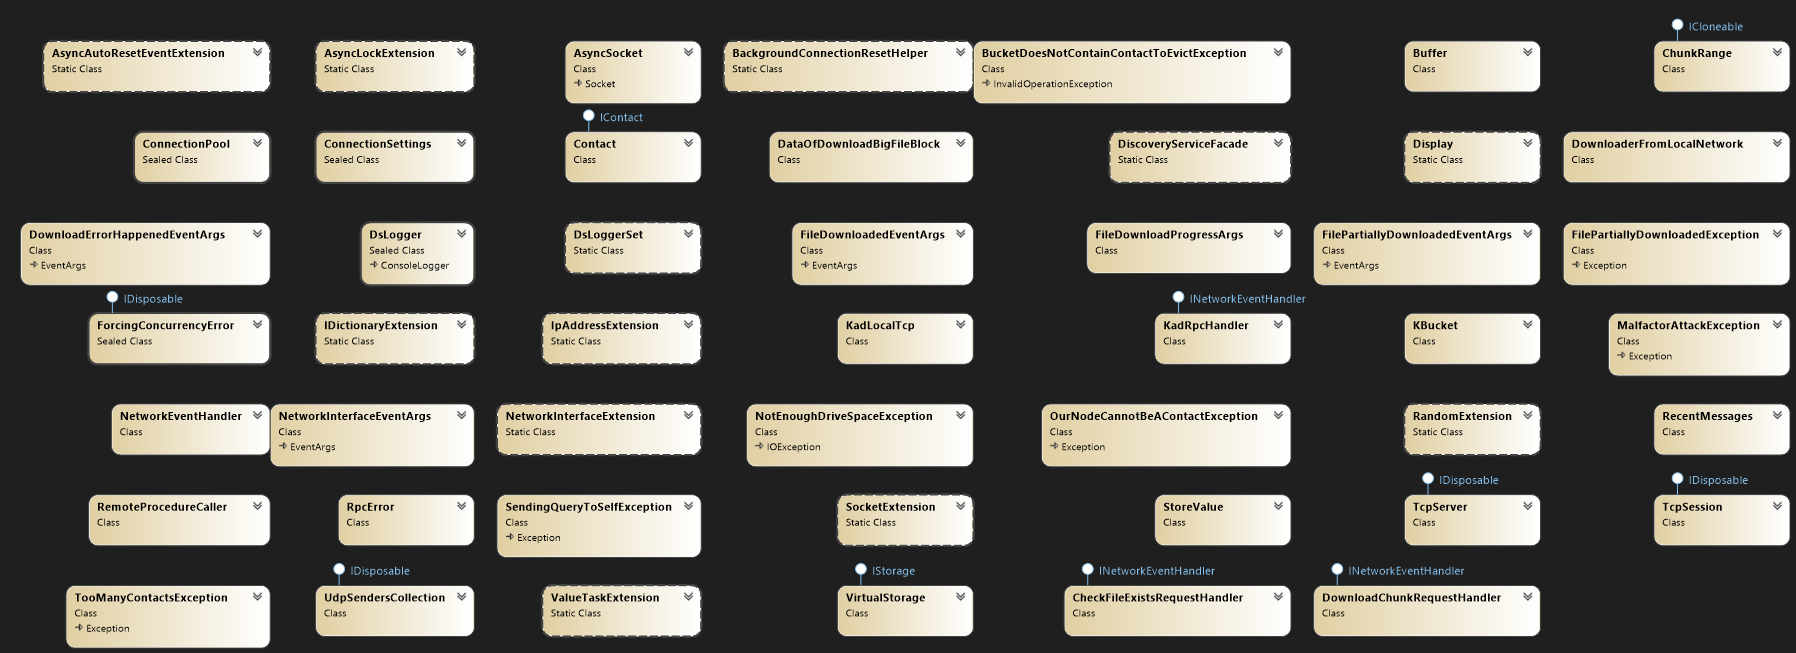 ICloneable
AsyncAutoResetEventExtension
Static Class
AsyncLockExtension
Static Class
AsyncSocket
Class
Socket
BackgroundConnectionResetHelper
Static Class
BucketDoesNotContainContactToEvictException
Class
InvalidOperationException
Buffer
Class
ChunkRange
Class
ConnectionPool
Sealed Class
ConnectionSettings
Sealed Class
IContact
Contact
Class
DataOfDownloadBigFileBlock
Class
DiscoveryServiceFacade
Static Class
Display
Static Class
DownloaderFromLocalNetwork
Class
DownloadErrorHappenedEventArgs
Class
EventArgs
DsLogger
Sealed Class
ConsoleLogger
DsLoggerSet
Static Class
FileDownloadedEventArgs
Class
EventArgs
FileDownloadProgressArgs
Class
FilePartiallyDownloadedEventArgs
Class
EventArgs
FilePartiallyDownloadedException
Class
Exception
IDisposable
ForcingConcurrencyError
Sealed Class
IDictionaryExtension
Static Class
IpAddressExtension
Static Class
KadLocalTcp
Class
INetworkEventHandler
KadRpcHandler
Class
KBucket
Class
MalfactorAttackException
Class
Exception
NetworkEventHandler
Class
NetworkInterfaceEventArgs
Class
EventArgs
NetworkInterfaceExtension
Static Class
NotEnoughDriveSpaceException
Class
IOException
OurNodeCannotBeAContactException
Class
Exception
RandomExtension
Static Class
RecentMessages
Class
RemoteProcedureCaller
Class
RpcError
Class
SendingQueryToSelfException
Class
Exception
SocketExtension
Static Class
StoreValue
Class
IDisposable
TcpServer
Class
IDisposable
TcpSession
Class
TooManyContactsException
Class
Exception
IDisposable
UdpSendersCollection
Class
ValueTaskExtension
Static Class
IStorage
VirtualStorage
Class
INetworkEventHandler
CheckFileExistsRequestHandler
Class
INetworkEventHandler
DownloadChunkRequestHandler
Class